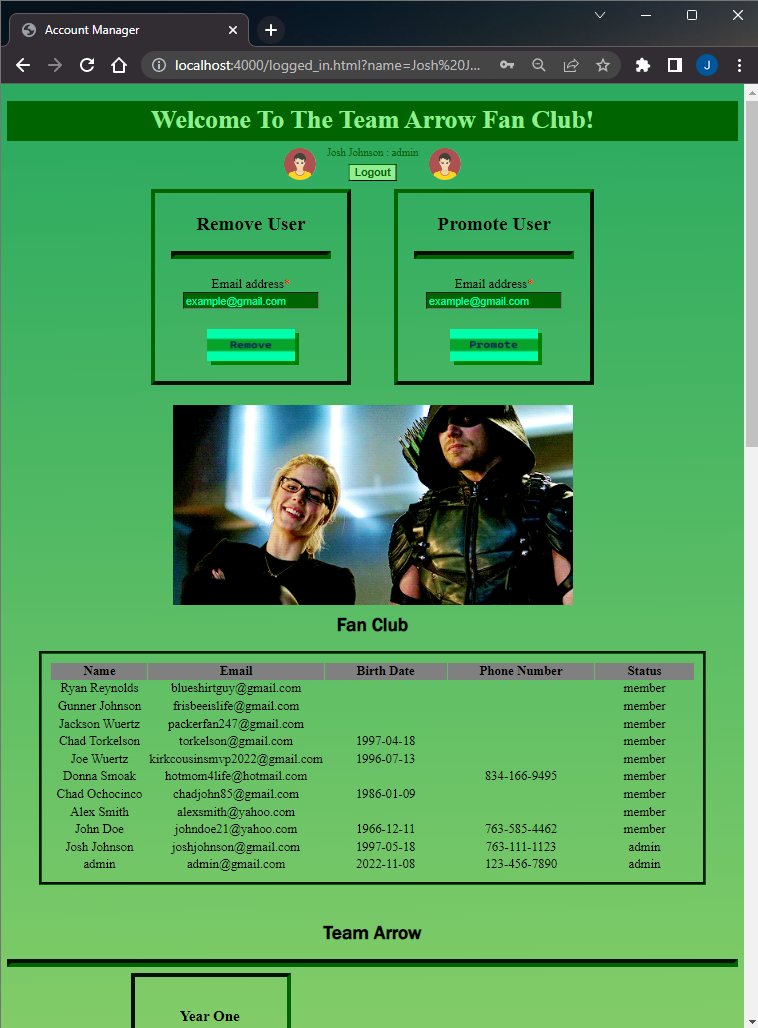 Account Manager
localhost:4000/logged_in.html?name=Josh%20J...
J
Welcome To The Team Arrow Fan Club!
Josh Johnson : admin
Logout
Remove User
Promote User
Email address*
Email address*
example@gmail.com
example@gmail.com
Remove
Promote
Fan Club
Name Email Birth Date Phone Number Status
Ryan Reynolds blueshirtguy@gmail.com member
Gunner Johnson frisbeeislife@gmail.com member
Jackson Wuertz packerfan247@gmail.com member
Chad Torkelson torkelson@gmail.com 1997-04-18 member
Joe Wuertz kirkcousinsmvp2022@gmail.com 1996-07-13 member
Donna Smoak hotmom4life@hotmail.com 834-166-9495 member
Chad Ochocinco chadjohn85@gmail.com 1986-01-09 member
Alex Smith alexsmith@yahoo.com member
John Doe johndoe21@yahoo.com 1966-12-11 763-585-4462 member
Josh Johnson joshjohnson@gmail.com 1997-05-18 763-111-1123 admin
admin admin@gmail.com 2022-11-08 123-456-7890 admin
Team Arrow
Year One